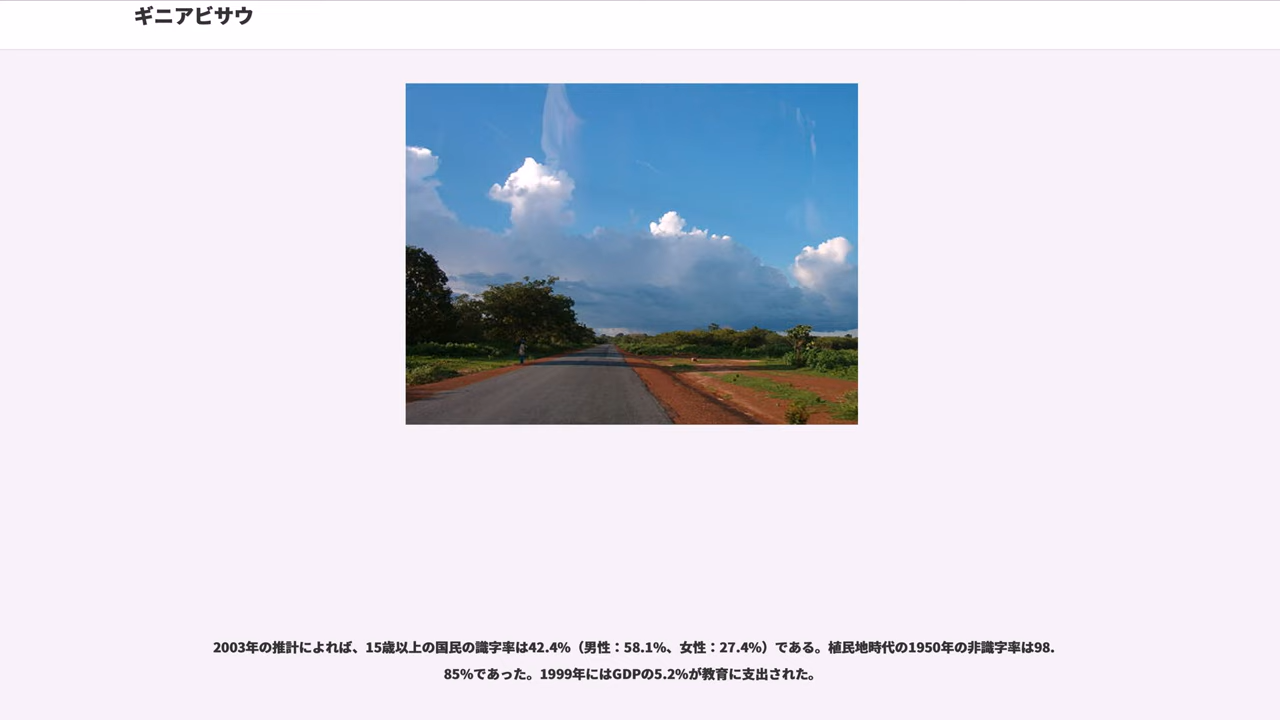 ギニアビサウ
2003年の推計によれば、15歳以上の国民の識字率は42.4%（男性：58.1%、女性：27.4%）である。植民地時代の1950年の非識字率は98.
85%であった。1999年にはGDPの5.2%が教育に支出された。